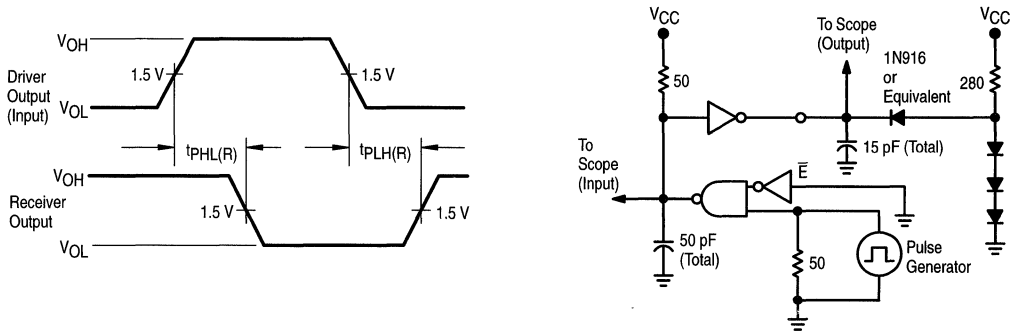 VOH
1.5 V
1.5 V
Driver
Output
(Input)
VOL
tPHL(R)
tPLH(R)
VOH
Receiver
Output
1.5 V
1.5 V
VOL
VCC
50
To Scope
(Output)
1N916
or
Equivalent
VCC
280
15 pF (Total)
To
Scope
(Input)
E̅
50 pF
(Total)
50
Pulse
Generator